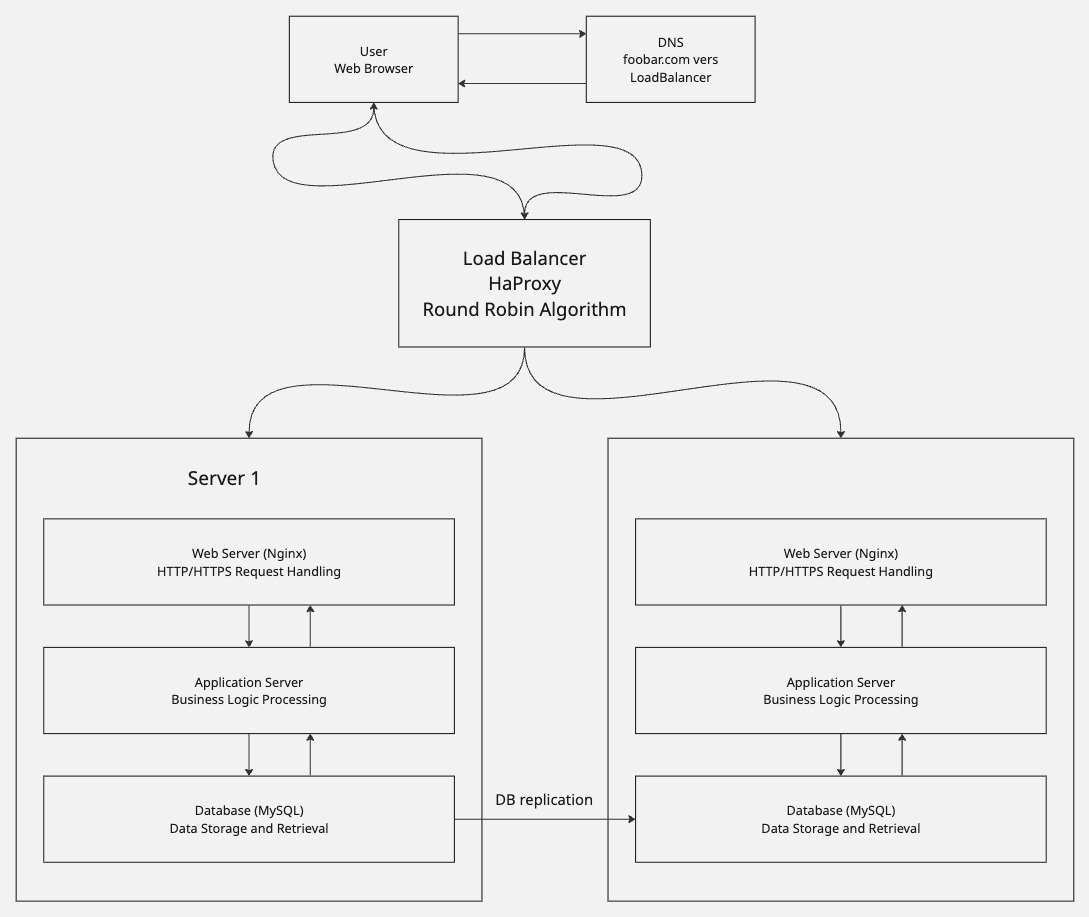 User
Web Browser
DNS
foobar.com vers
LoadBalancer
Load Balancer
HaProxy
Round Robin Algorithm
Server 1
Web Server (Nginx)
HTTP/HTTPS Request Handling
Application Server
Business Logic Processing
Database (MySQL)
Data Storage and Retrieval
DB replication
Web Server (Nginx)
HTTP/HTTPS Request Handling
Application Server
Business Logic Processing
Database (MySQL)
Data Storage and Retrieval